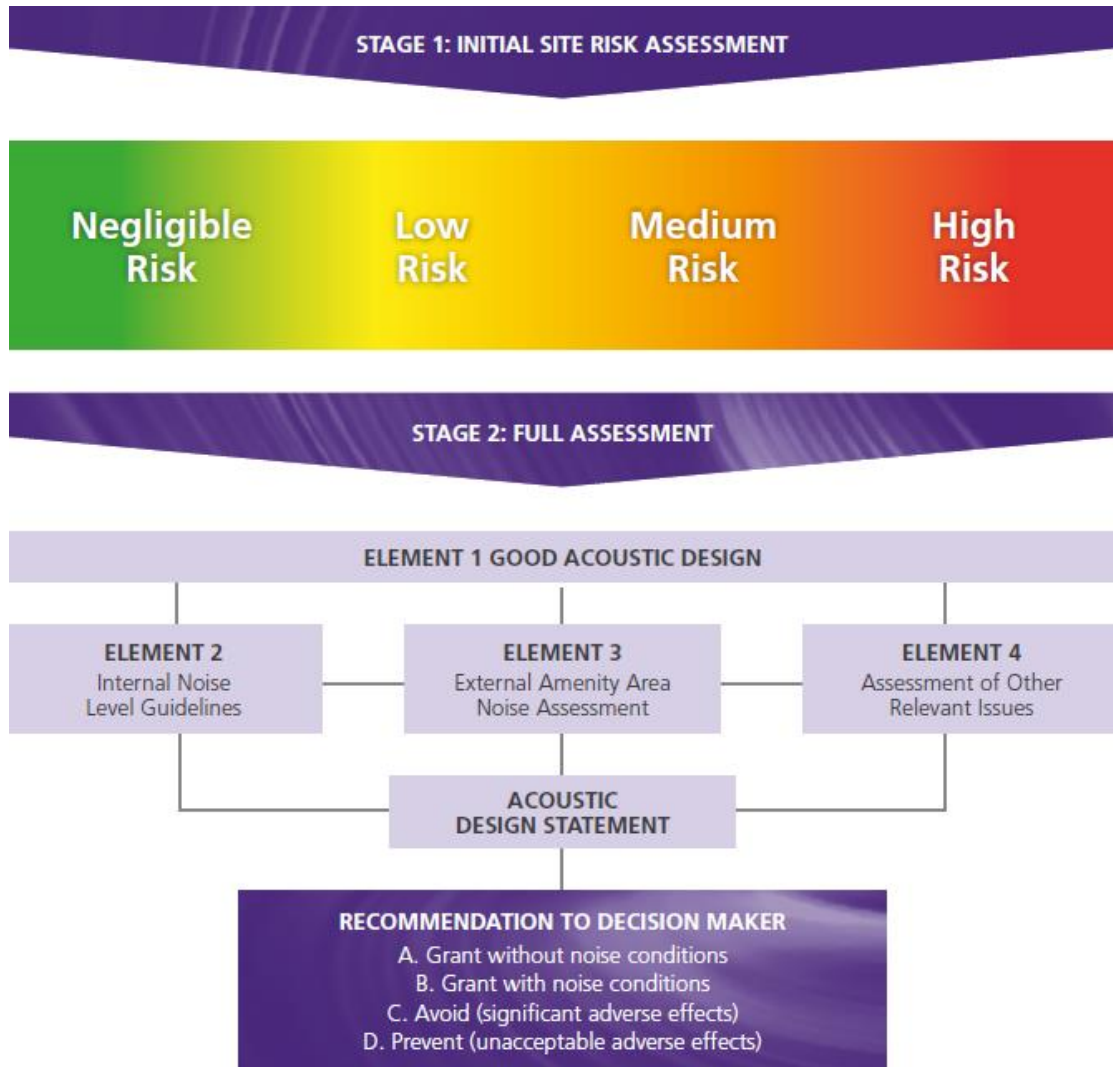 STAGE 1: INITIAL SITE RISK ASSESSMENT
Negligible
Risk
Low
Risk
Medium
Risk
High
Risk
STAGE 2: FULL ASSESSMENT
ELEMENT 1 GOOD ACOUSTIC DESIGN
ELEMENT 2
Internal Noise
Level Guidelines
ELEMENT 3
External Amenity Area
Noise Assessment
ELEMENT 4
Assessment of Other
Relevant Issues
ACOUSTIC
DESIGN STATEMENT
RECOMMENDATION TO DECISION MAKER
A. Grant without noise conditions
B. Grant with noise conditions
C. Avoid (significant adverse effects)
D. Prevent (unacceptable adverse effects)